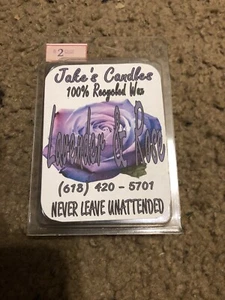 2
Jake's Candles
100% Recycled Wax
Lavender & Rose
(618) 420 - 5701
NEVER LEAVE UNATTENDED